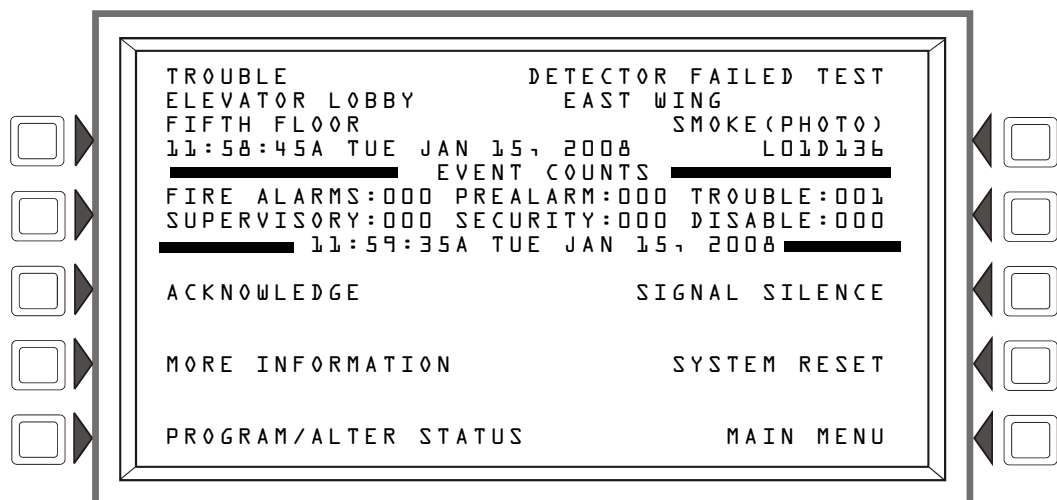 TROUBLE DETECTOR FAILED TEST
ELEVATOR LOBBY EAST WING
FIFTH FLOOR SMOKE(PHOTO)
11:58:45A TUE JAN 15, 2008 L01D136
EVENT COUNTS
FIRE ALARMS:000 PREALARM:000 TROUBLE:001
SUPERVISORY:000 SECURITY:000 DISABLE:000
11:59:35A TUE JAN 15, 2008
ACKNOWLEDGE SIGNAL SILENCE
MORE INFORMATION SYSTEM RESET
PROGRAM/ALTER STATUS MAIN MENU